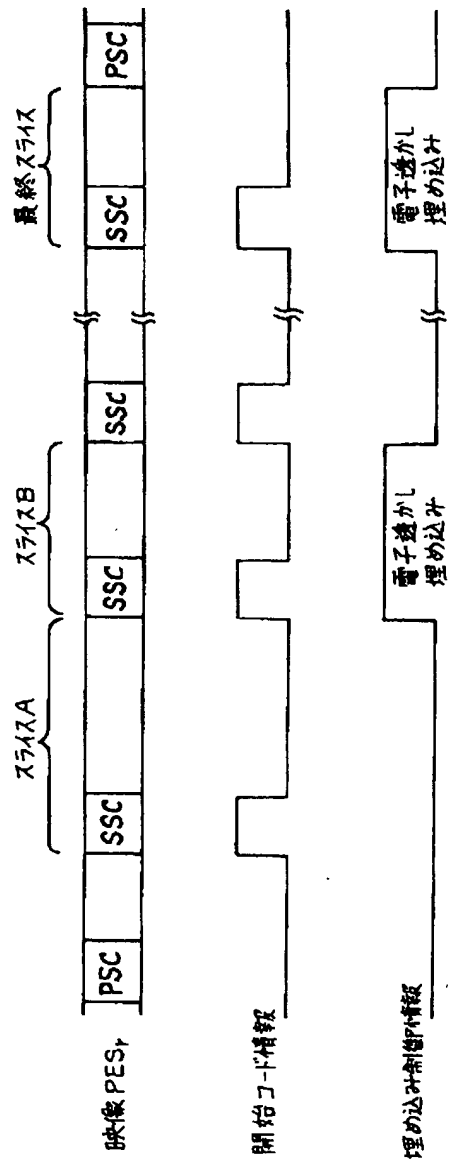 スライスA
スライスB
最終スライス
映像PESr
PSC
SSC
SSC
SSC
SSC
PSC
開始コード情報
埋め込み制御情報
電子透かし
埋め込み
電子透かし
埋め込み